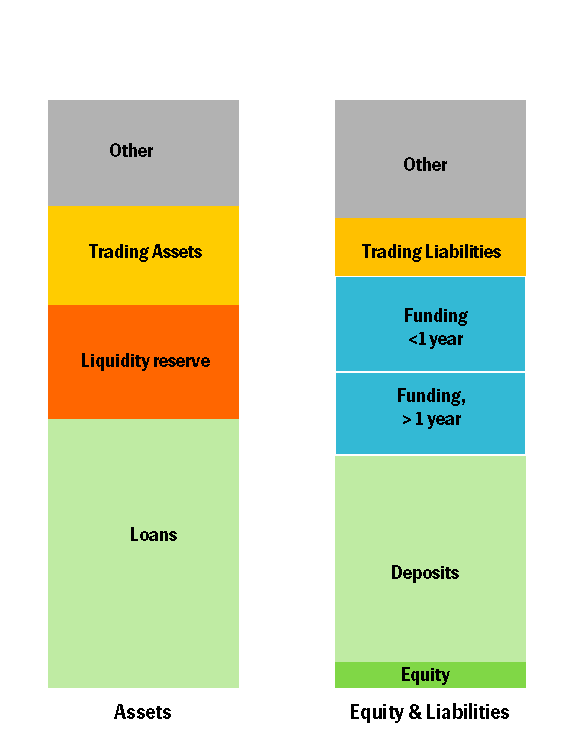 Other
Trading Assets
Liquidity reserve
Loans
Assets
Other
Trading Liabilities
Funding
<1 year
Funding,
> 1 year
Deposits
Equity
Equity & Liabilities